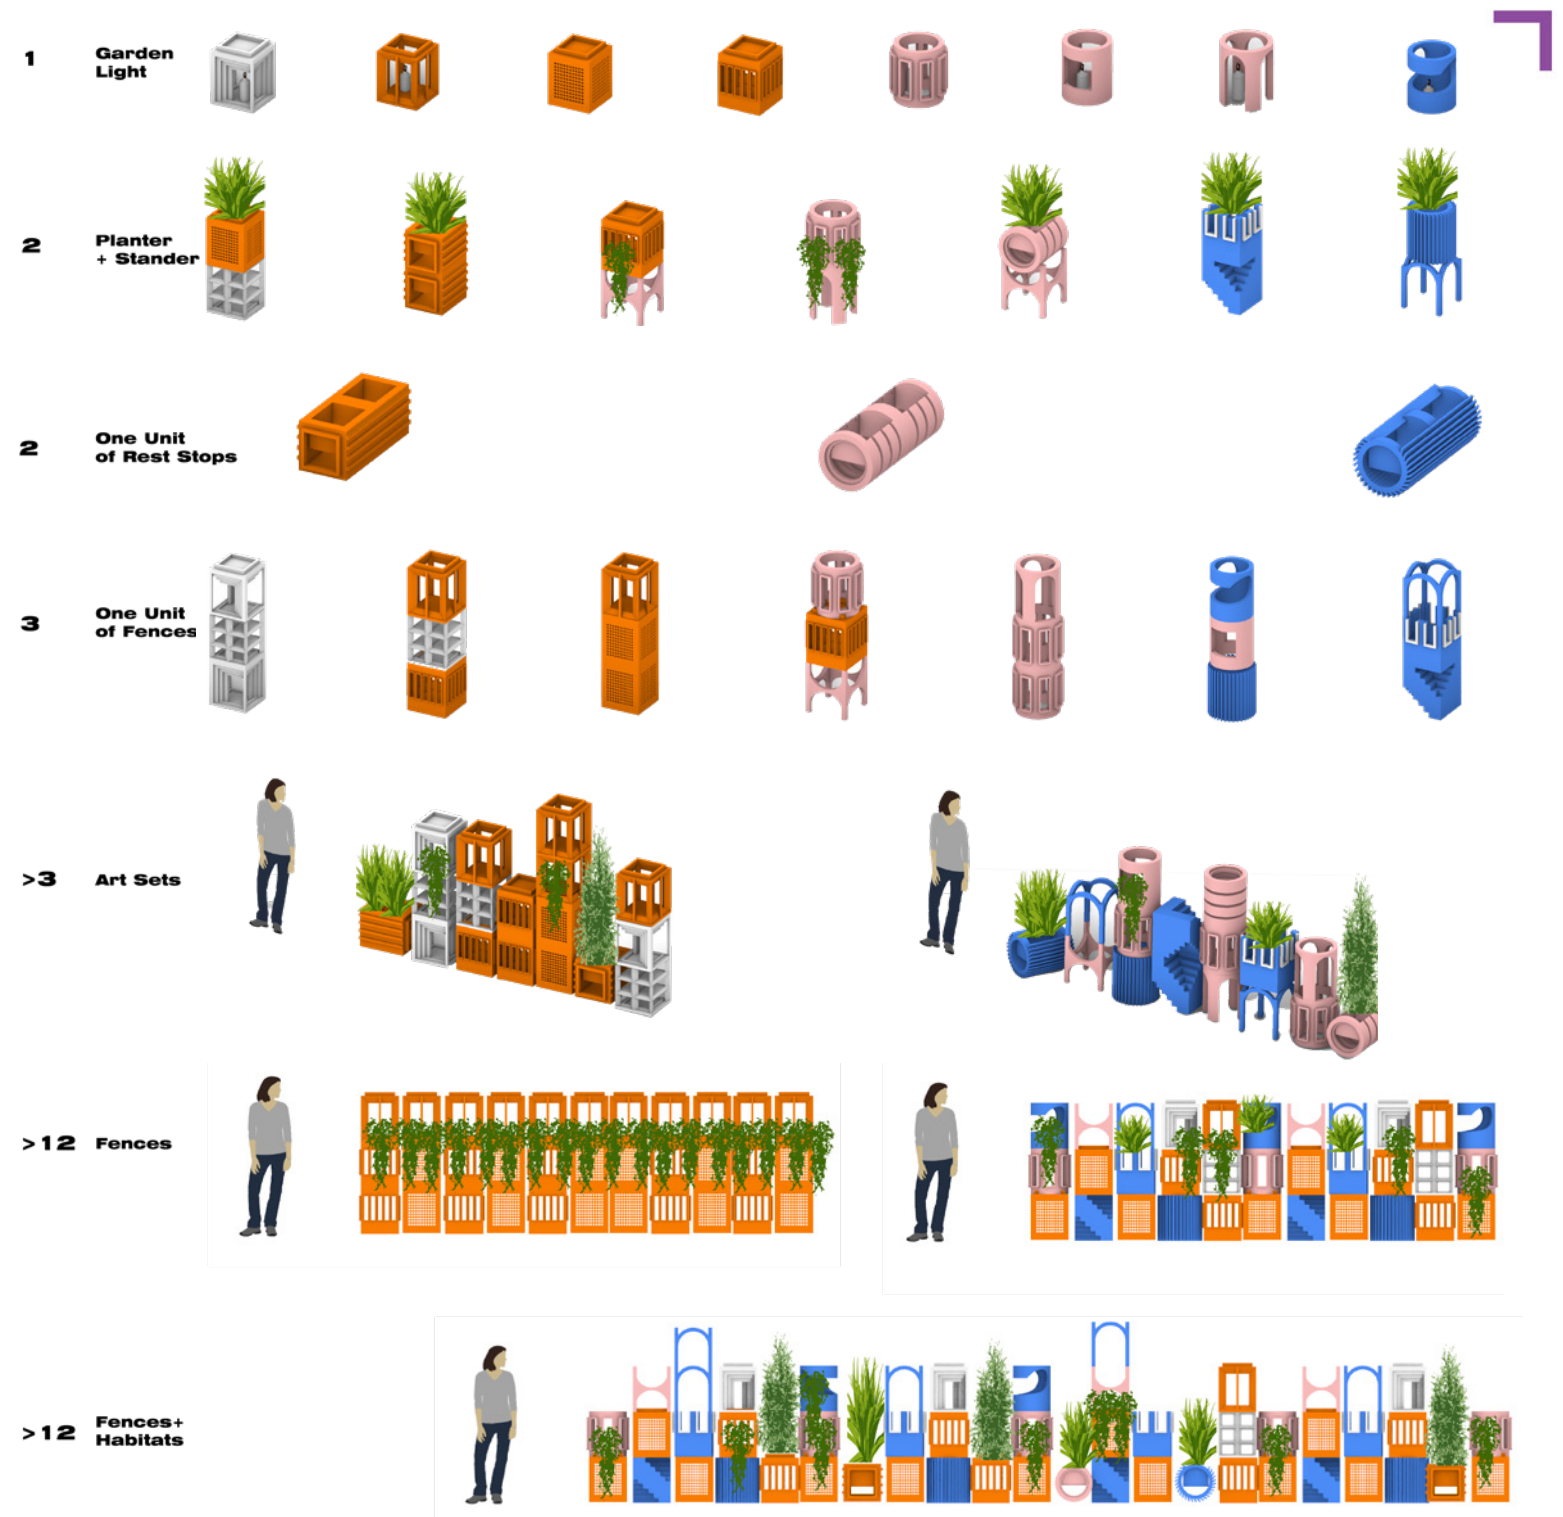 1 Garden
Light
2 Planter
+ Stander
2 One Unit
of Rest Stops
3 One Unit
of Fences
>3 Art Sets
>12 Fences
>12 Fences+
Habitats